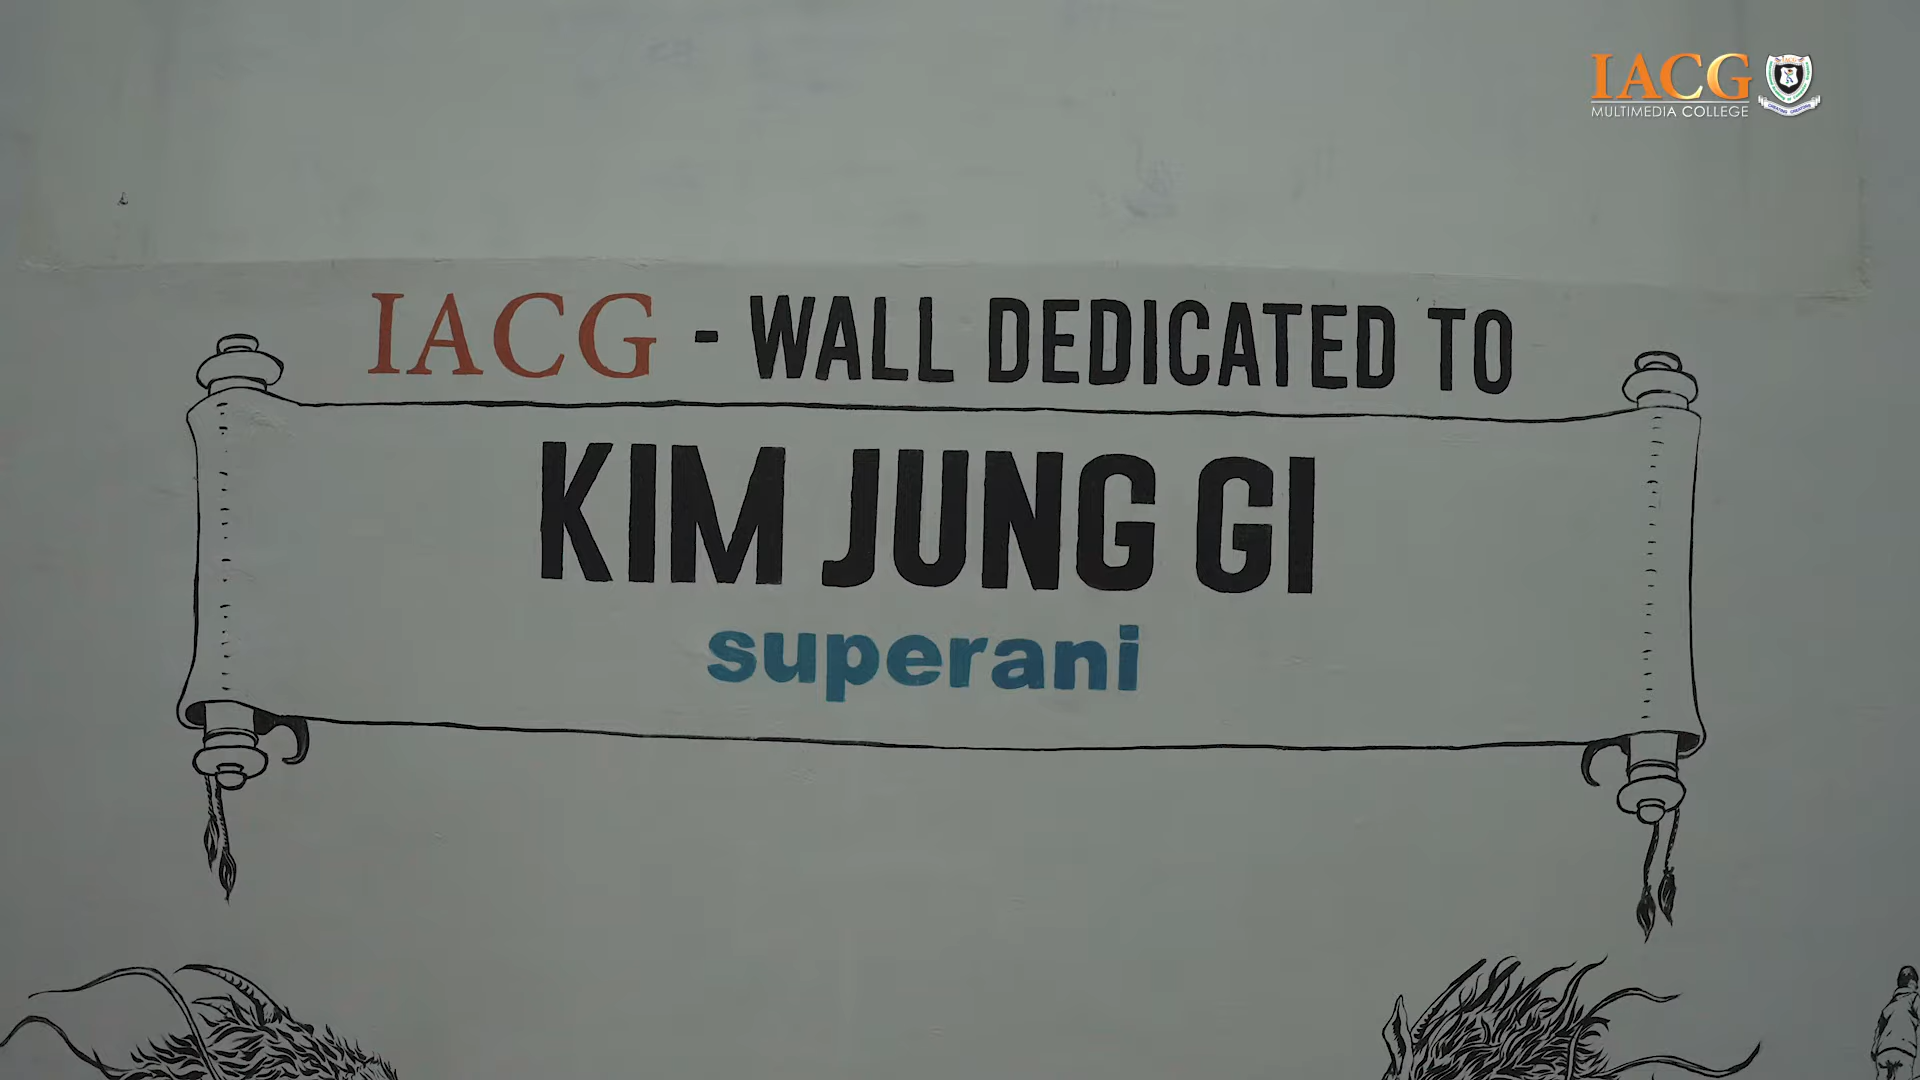 IACG
MULTIMEDIA COLLEGE
IACG - WALL DEDICATED TO
KIM JUNG GI
superani